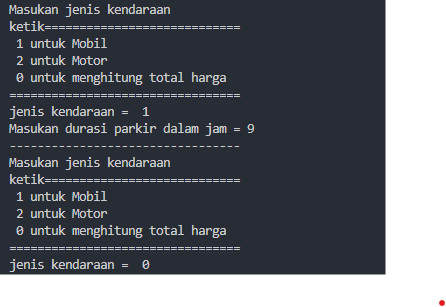 Masukan jenis kendaraan
ketik============================
 1 untuk Mobil
 2 untuk Motor
 0 untuk menghitung total harga
=================================
jenis kendaraan =  1
Masukan durasi parkir dalam jam = 9
---------------------------------
Masukan jenis kendaraan
ketik============================
 1 untuk Mobil
 2 untuk Motor
 0 untuk menghitung total harga
=================================
jenis kendaraan =  0